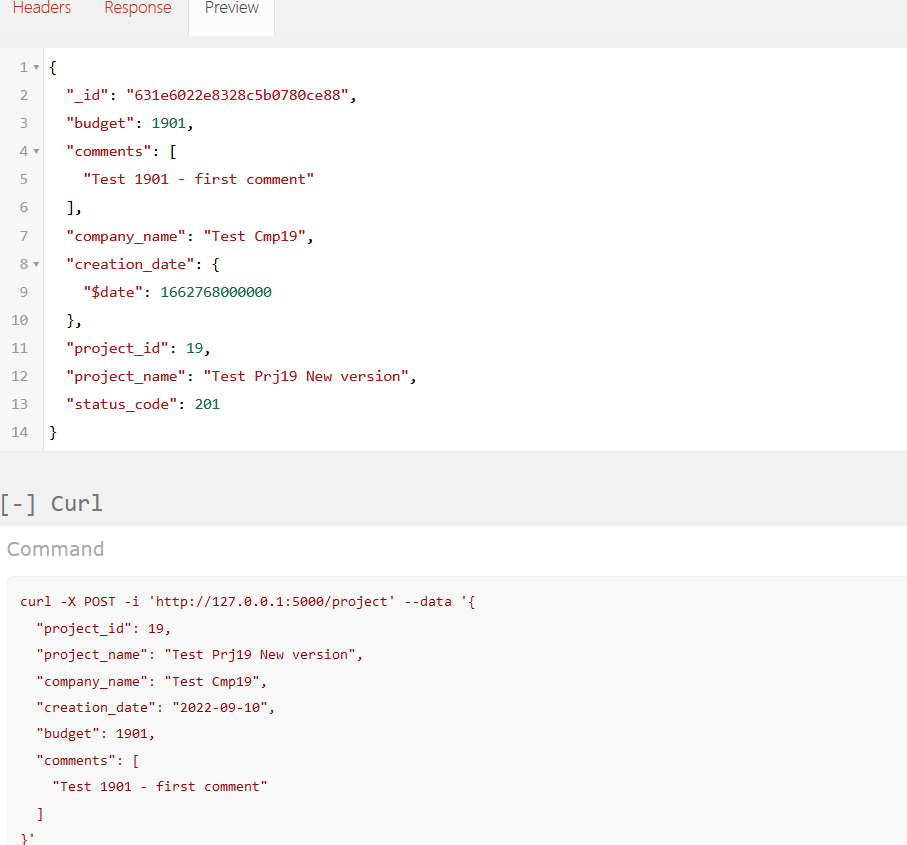 Headers Response Preview
1 {
2 "_id": "631e6022e8328c5b0780ce88",
3 "budget": 1901,
4 "comments": [
5 "Test 1901 - first comment"
6 ],
7 "company_name": "Test Cmp19",
8 "creation_date": {
9 "$date": 1662768000000
10 },
11 "project_id": 19,
12 "project_name": "Test Prj19 New version",
13 "status_code": 201
14 }
[-] Curl
Command
curl -X POST -i 'http://127.0.0.1:5000/project' --data '{
"project_id": 19,
"project_name": "Test Prj19 New version",
"company_name": "Test Cmp19",
"creation_date": "2022-09-10",
"budget": 1901,
"comments": [
"Test 1901 - first comment"
]
}'